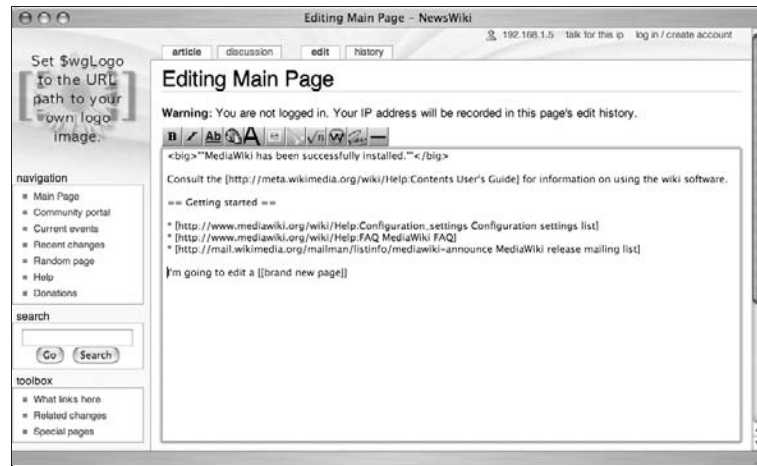 Editing Main Page – NewsWiki
192.168.1.5 talk for this ip log in / create account
Set $wgLogo
to the URL
path to your
own logo
image.
article discussion edit history
Editing Main Page
Warning: You are not logged in. Your IP address will be recorded in this page's edit history.
B I Ab A √n W
<big>'''MediaWiki has been successfully installed.'''</big>
Consult the [http://meta.wikimedia.org/wiki/Help:Contents User's Guide] for information on using the wiki software.
== Getting started ==
* [http://www.mediawiki.org/wiki/Help:Configuration_settings Configuration settings list]
* [http://www.mediawiki.org/wiki/Help:FAQ MediaWiki FAQ]
* [http://mail.wikimedia.org/mailman/listinfo/mediawiki-announce MediaWiki release mailing list]
I'm going to edit a [[brand new page]]
navigation
Main Page
Community portal
Current events
Recent changes
Random page
Help
Donations
search
Go Search
toolbox
What links here
Related changes
Special pages